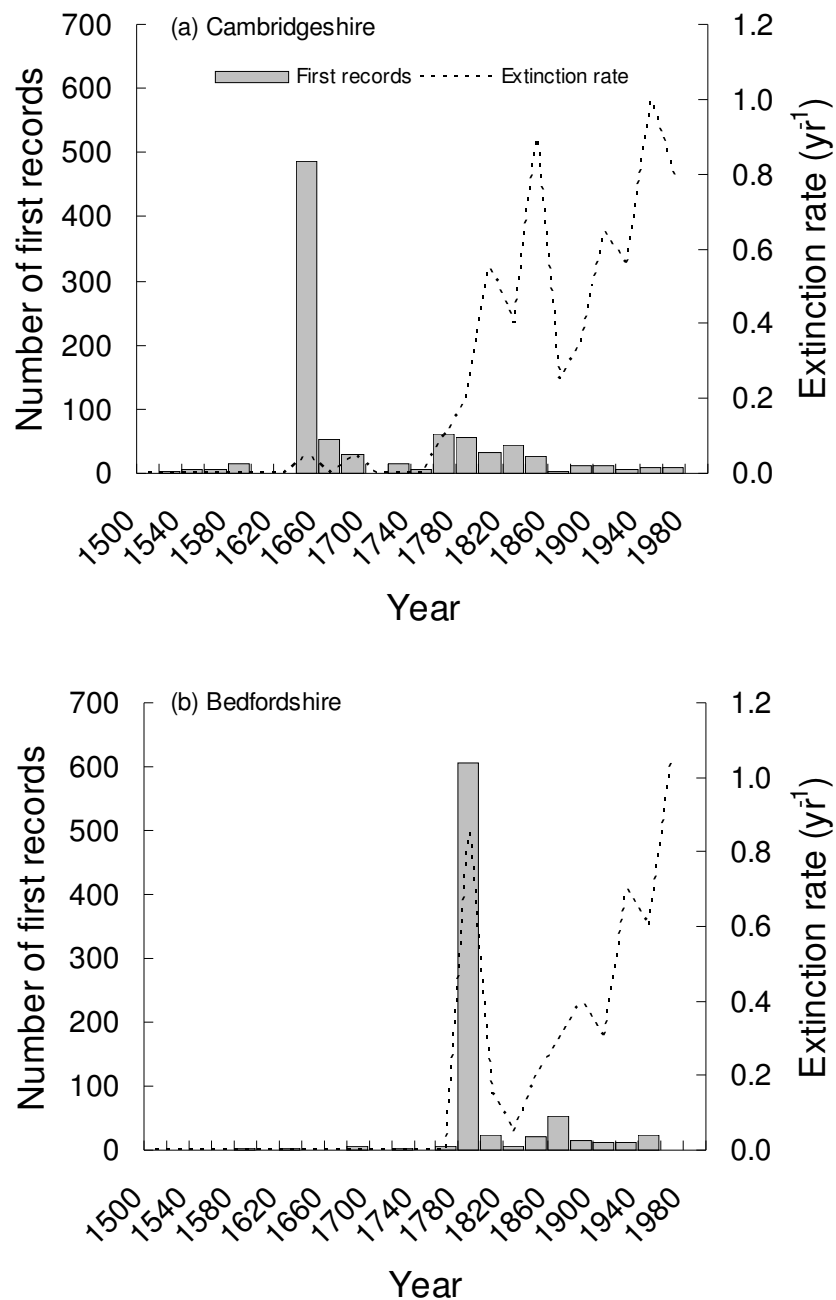 (a) Cambridgeshire
First records
Extinction rate
700
600
500
400
300
200
100
0
Number of first records
1.2
1.0
0.8
0.6
0.4
0.2
0.0
Extinction rate (yr⁻¹)
1500 1540 1580 1620 1660 1700 1740 1780 1820 1860 1900 1940 1980
Year
(b) Bedfordshire
700
600
500
400
300
200
100
0
Number of first records
1.2
1.0
0.8
0.6
0.4
0.2
0.0
Extinction rate (yr⁻¹)
1500 1540 1580 1620 1660 1700 1740 1780 1820 1860 1900 1940 1980
Year